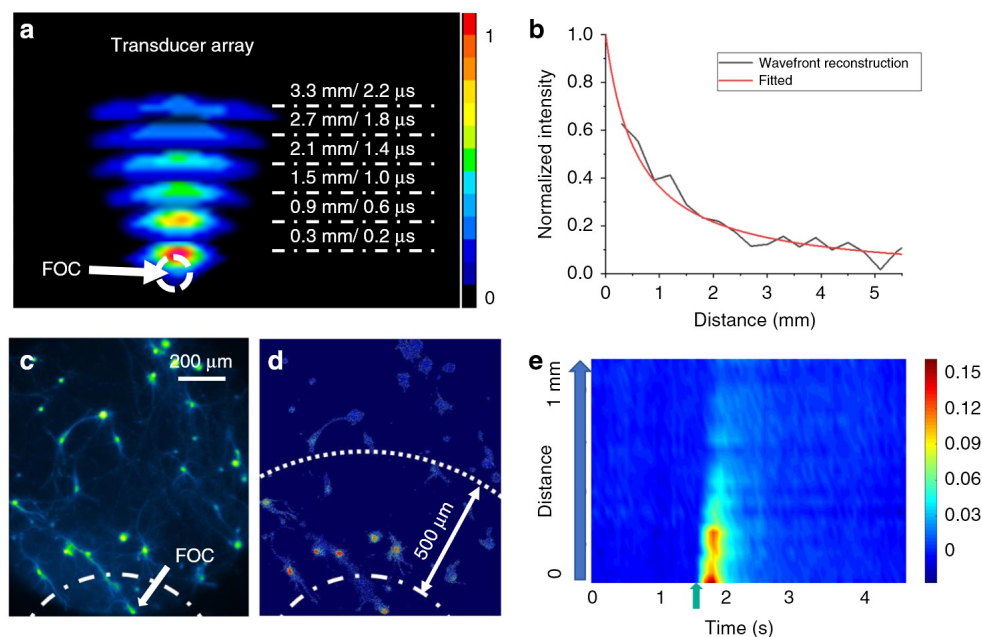 a
Transducer array
3.3 mm/ 2.2 μs
2.7 mm/ 1.8 μs
2.1 mm/ 1.4 μs
1.5 mm/ 1.0 μs
0.9 mm/ 0.6 μs
0.3 mm/ 0.2 μs
FOC
1
0
b
Wavefront reconstruction
Fitted
Normalized intensity
1.0
0.8
0.6
0.4
0.2
0.0
0 1 2 3 4 5
Distance (mm)
c
200 μm
FOC
d
500 μm
e
1 mm
Distance
0
0 1 2 3 4
Time (s)
0.15
0.12
0.09
0.06
0.03
0